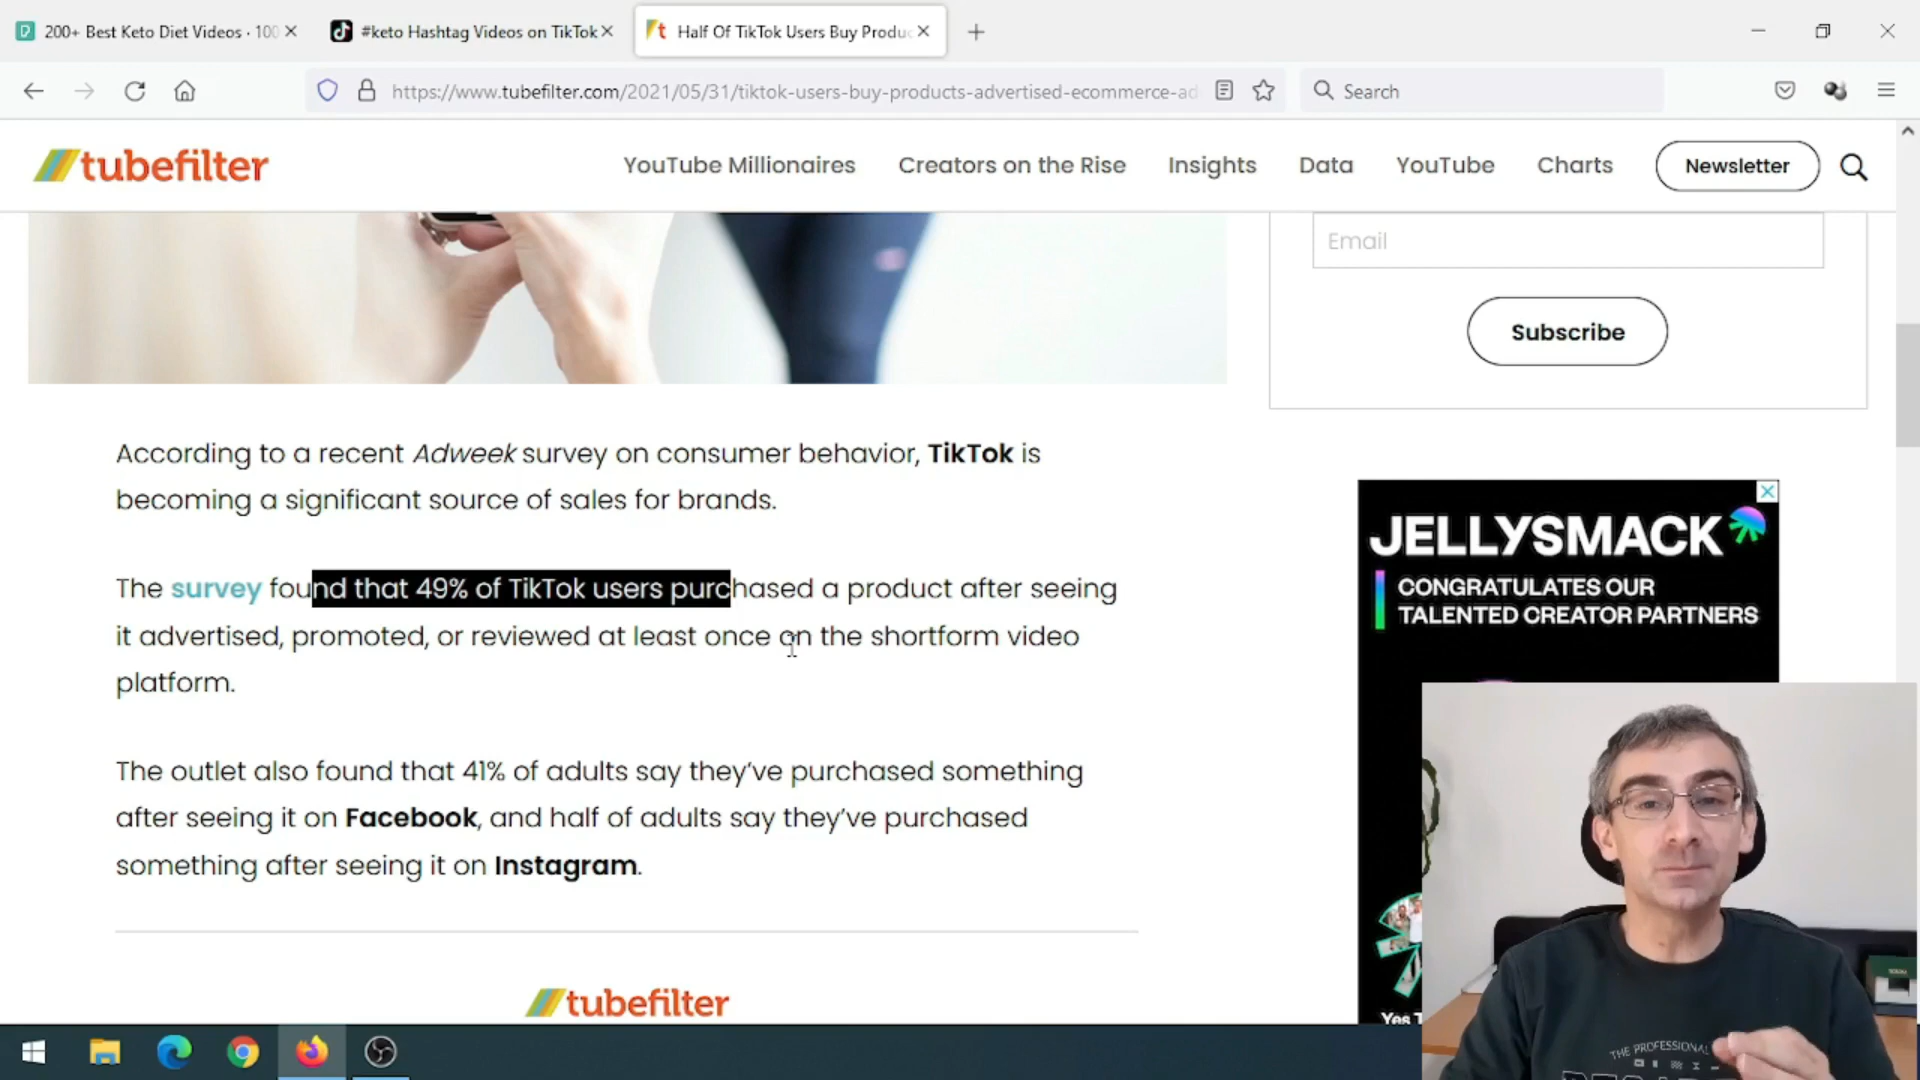 200+ Best Keto Diet Videos · 100
#keto Hashtag Videos on TikTok
Half Of TikTok Users Buy Produc
https://www.tubefilter.com/2021/05/31/tiktok-users-buy-products-advertised-ecommerce-ad
Search
tubefilter
YouTube Millionaires
Creators on the Rise
Insights
Data
YouTube
Charts
Newsletter
Email
Subscribe
According to a recent Adweek survey on consumer behavior, TikTok is
becoming a significant source of sales for brands.
The survey found that 49% of TikTok users purchased a product after seeing
it advertised, promoted, or reviewed at least once on the shortform video
platform.
The outlet also found that 41% of adults say they’ve purchased something
after seeing it on Facebook, and half of adults say they’ve purchased
something after seeing it on Instagram.
tubefilter
JELLYSMACK
CONGRATULATES OUR
TALENTED CREATOR PARTNERS
Yes T
THE PROFESSIONAL